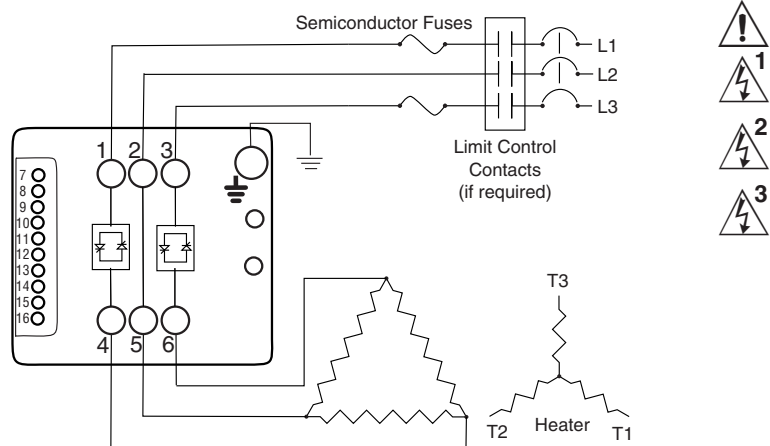 Semiconductor Fuses
L1
L2
L3
Limit Control
Contacts
(if required)
1
2
3
1 2 3
7
8
9
10
11
12
13
14
15
16
4 5 6
T3
T2
Heater
T1